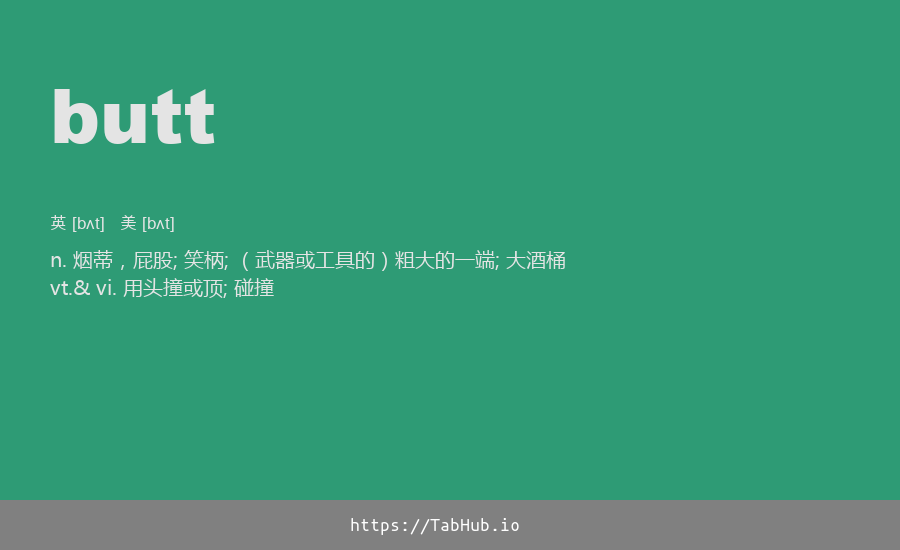 butt
英 [bʌt] 美 [bʌt]
n. 烟蒂，屁股; 笑柄; （武器或工具的）粗大的一端; 大酒桶
vt.& vi. 用头撞或顶; 碰撞
https://TabHub.io